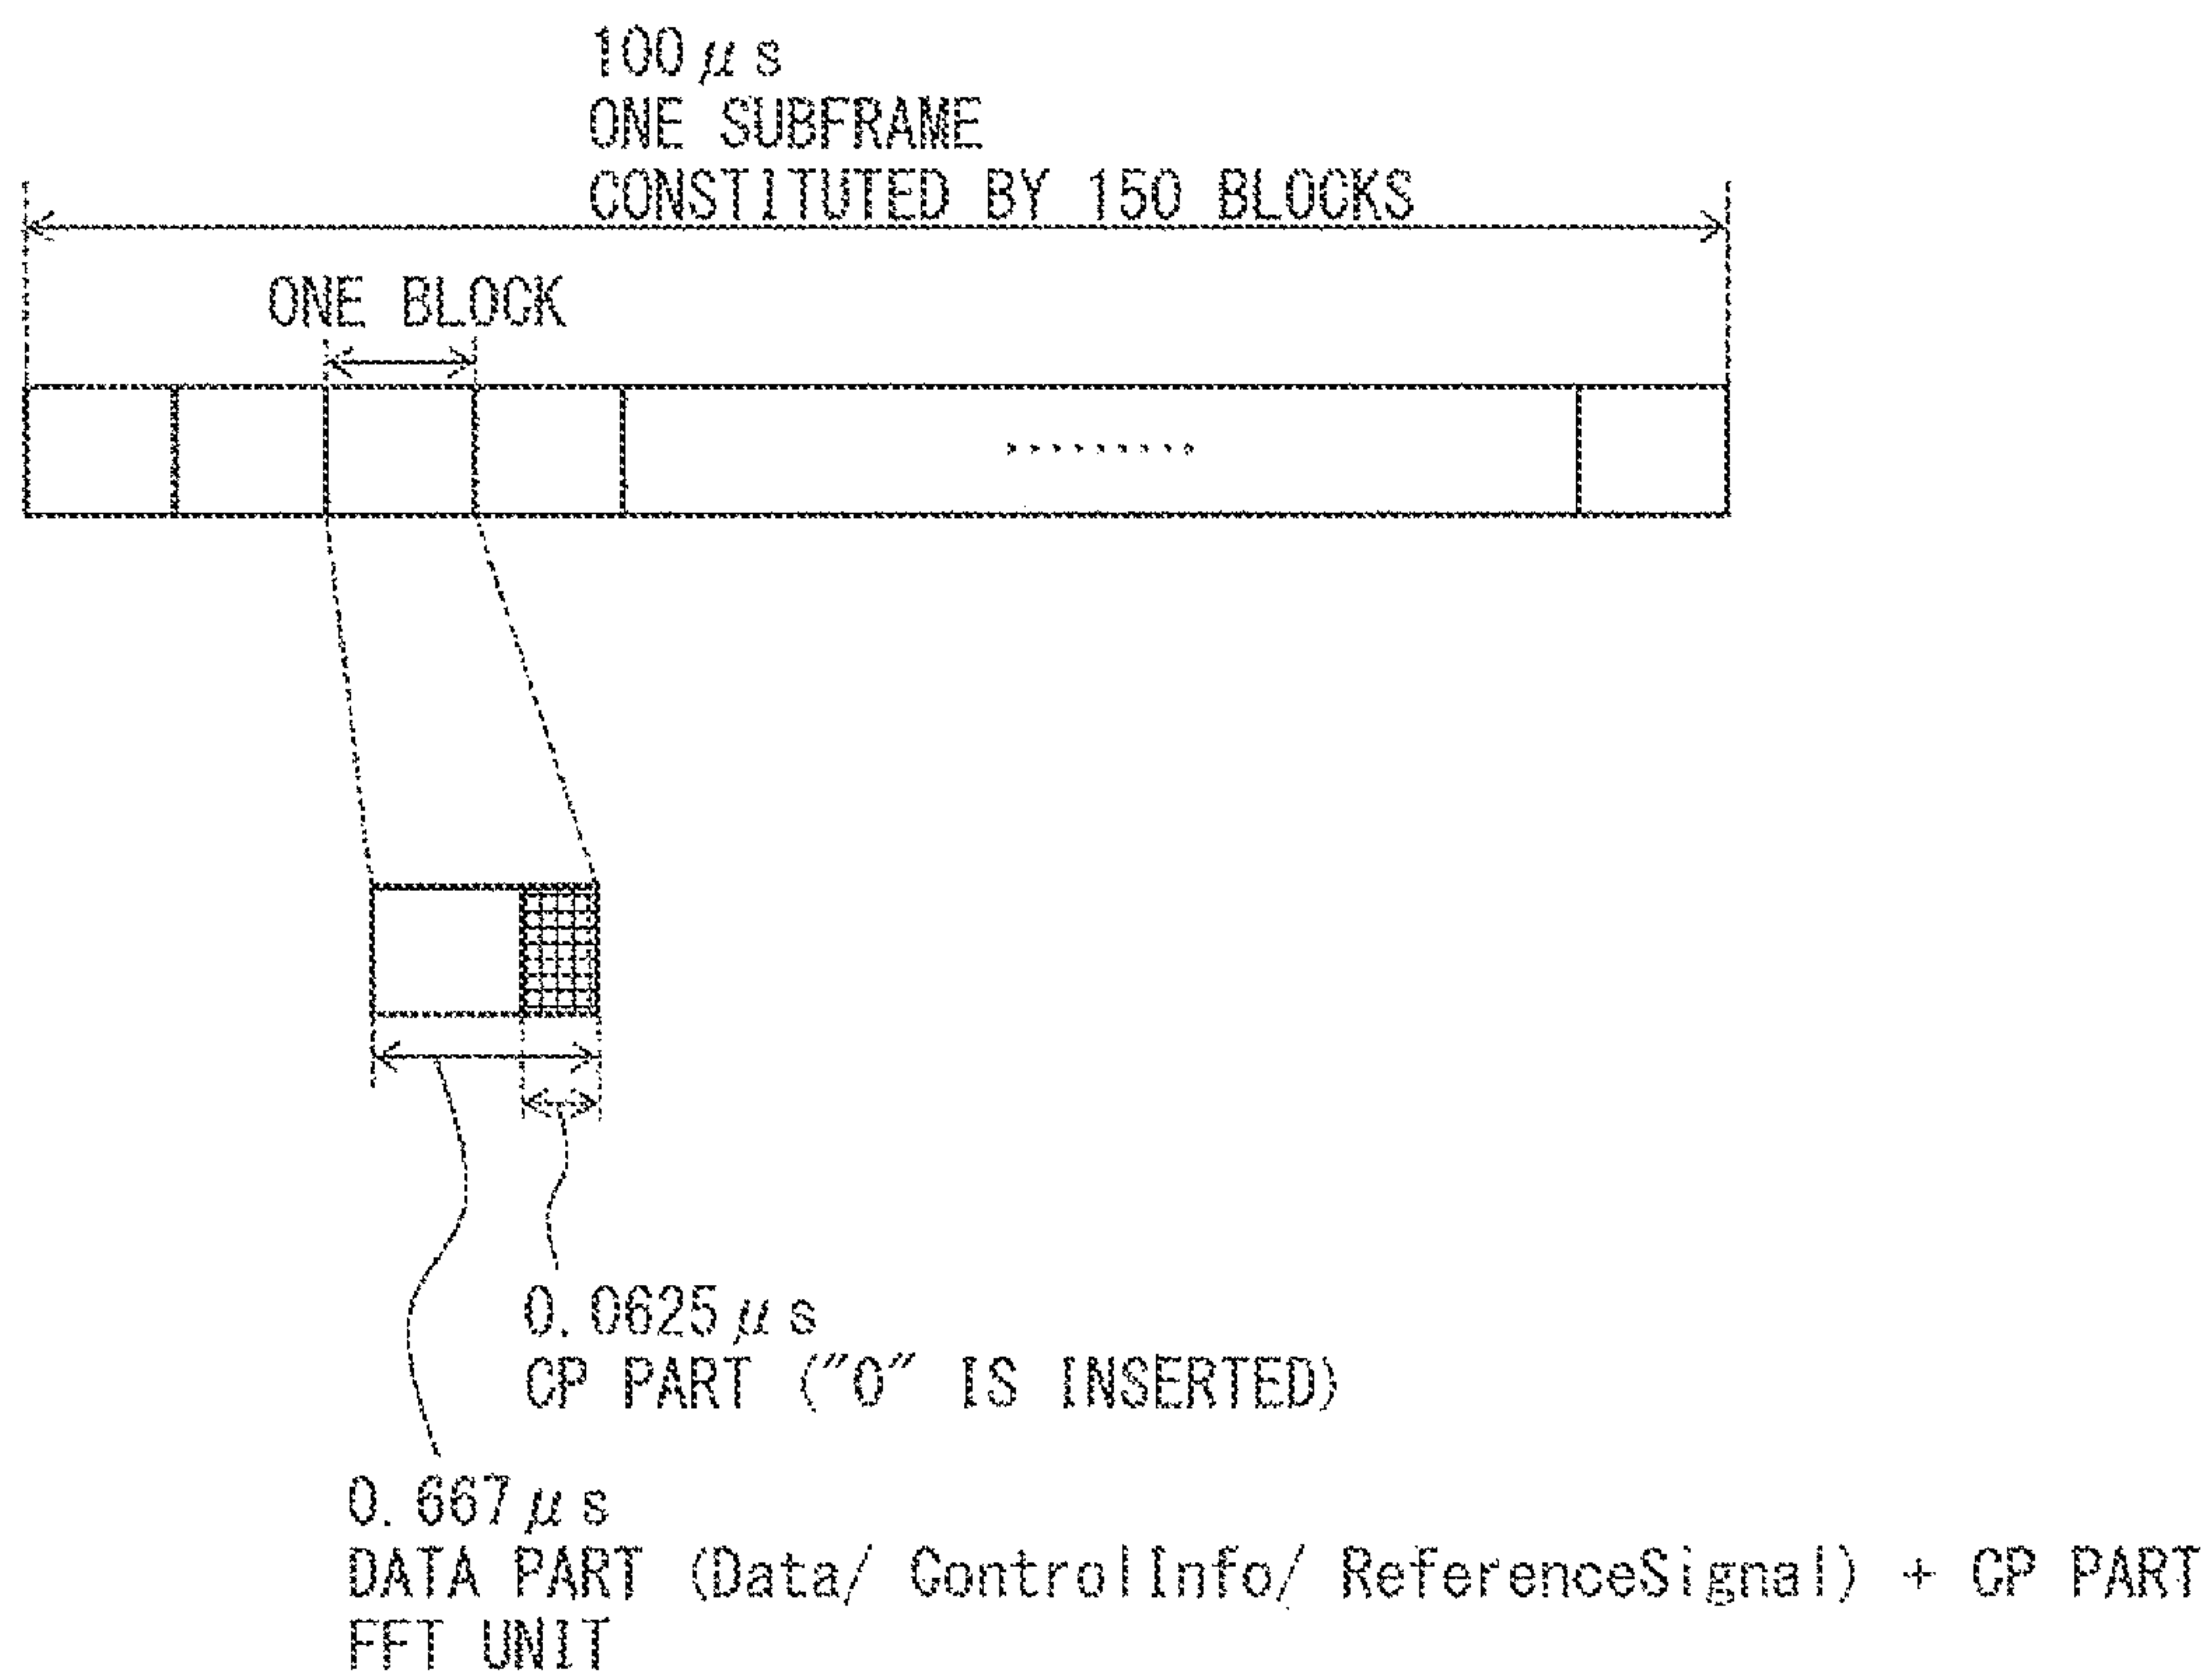 100μs
ONE SUBFRAME
CONSTITUTED BY 150 BLOCKS
ONE BLOCK
0.0625μs
CP PART ("0" IS INSERTED)
0.667μs
DATA PART (Data/ ControlInfo/ ReferenceSignal) + CP PART
FFT UNIT